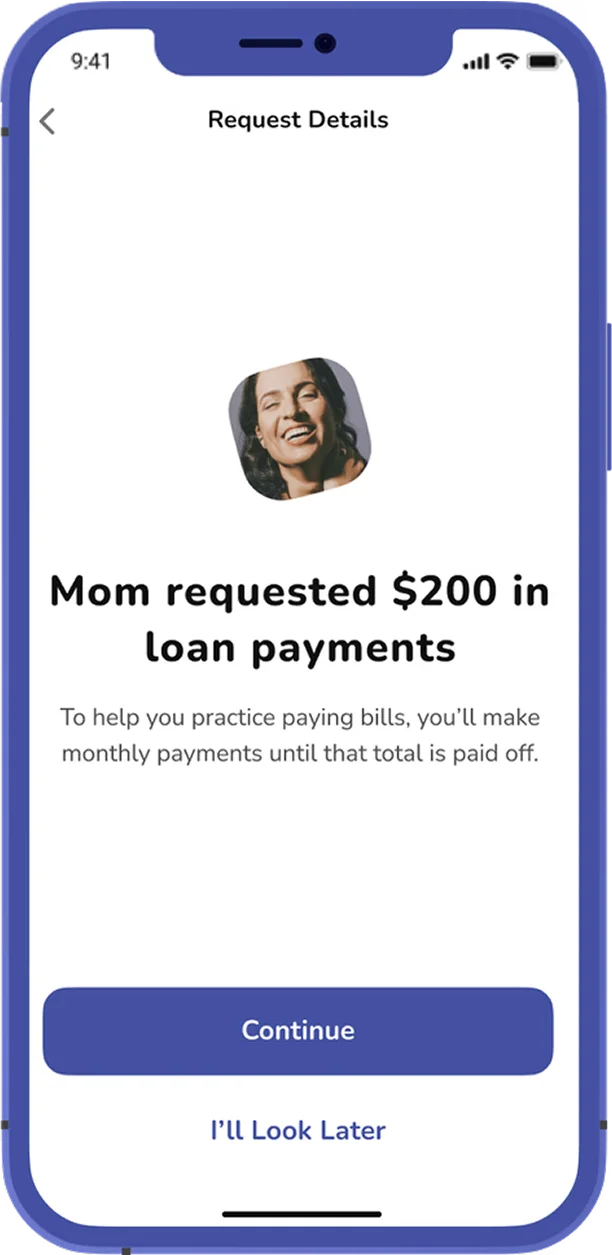 9:41
Request Details
Mom requested $200 in
loan payments
To help you practice paying bills, you’ll make
monthly payments until that total is paid off.
Continue
I’ll Look Later